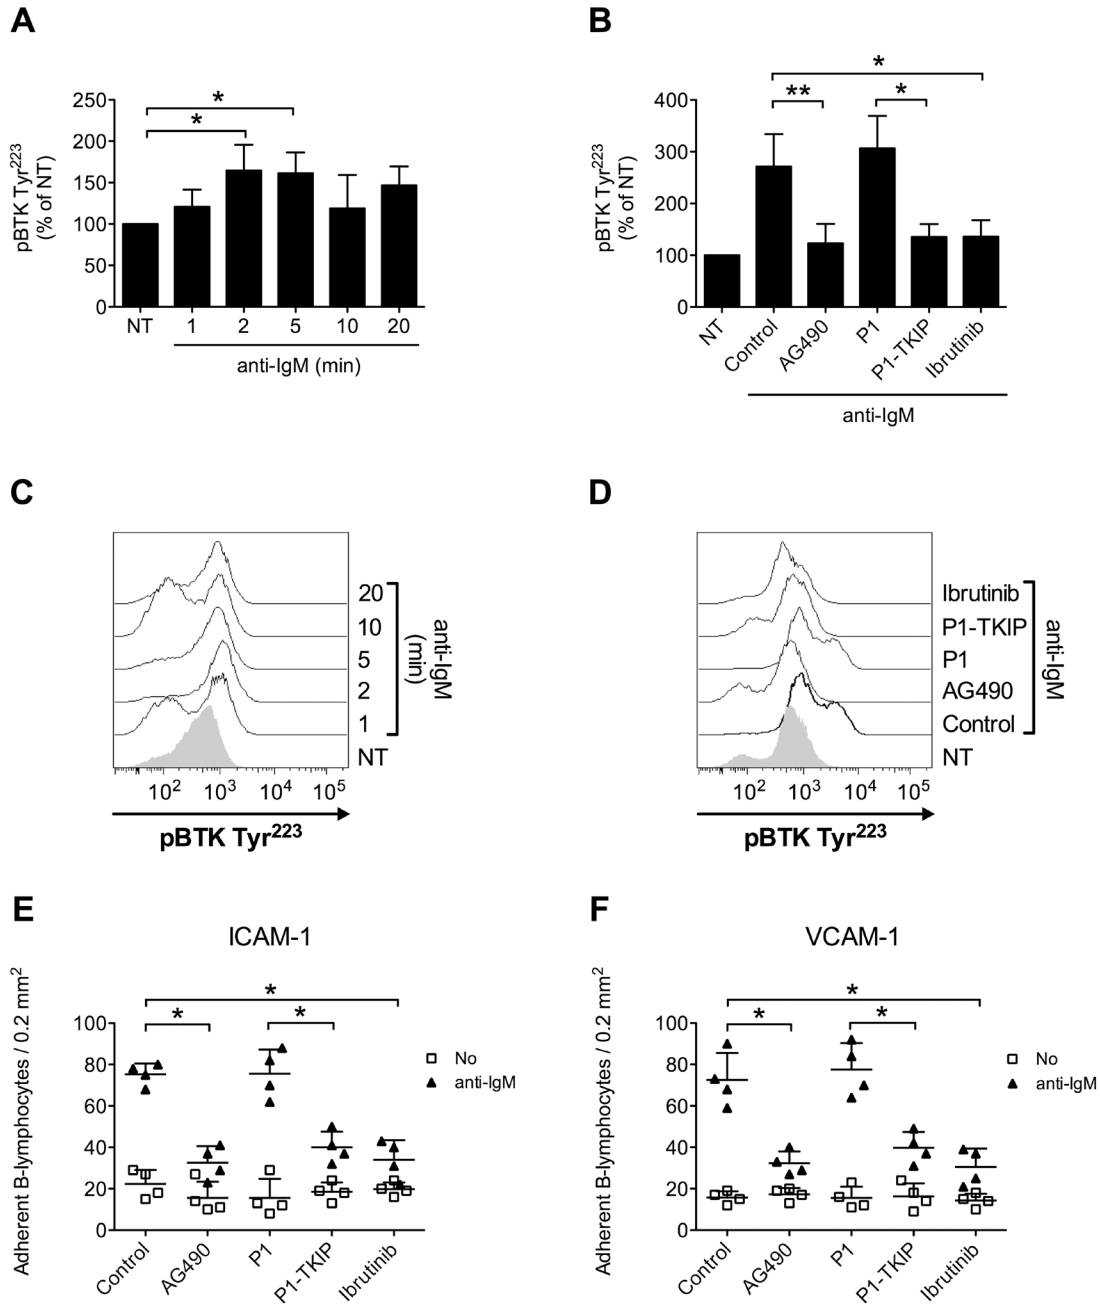 A
pBTK Tyr223
(% of NT)
250
200
150
100
50
0
*
*
NT
1
2
5
10
20
anti-IgM (min)
B
pBTK Tyr223
(% of NT)
400
300
200
100
0
*
**
*
NT
Control
AG490
P1
P1-TKIP
Ibrutinib
anti-IgM
C
20
10
5
2
1
NT
anti-IgM
(min)
102
103
104
105
pBTK Tyr223
D
Ibrutinib
P1-TKIP
P1
AG490
Control
NT
anti-IgM
102
103
104
105
pBTK Tyr223
E
ICAM-1
Adherent B-lymphocytes / 0.2 mm2
100
80
60
40
20
0
*
*
*
No
anti-IgM
Control
AG490
P1
P1-TKIP
Ibrutinib
F
VCAM-1
Adherent B-lymphocytes / 0.2 mm2
100
80
60
40
20
0
*
*
*
No
anti-IgM
Control
AG490
P1
P1-TKIP
Ibrutinib